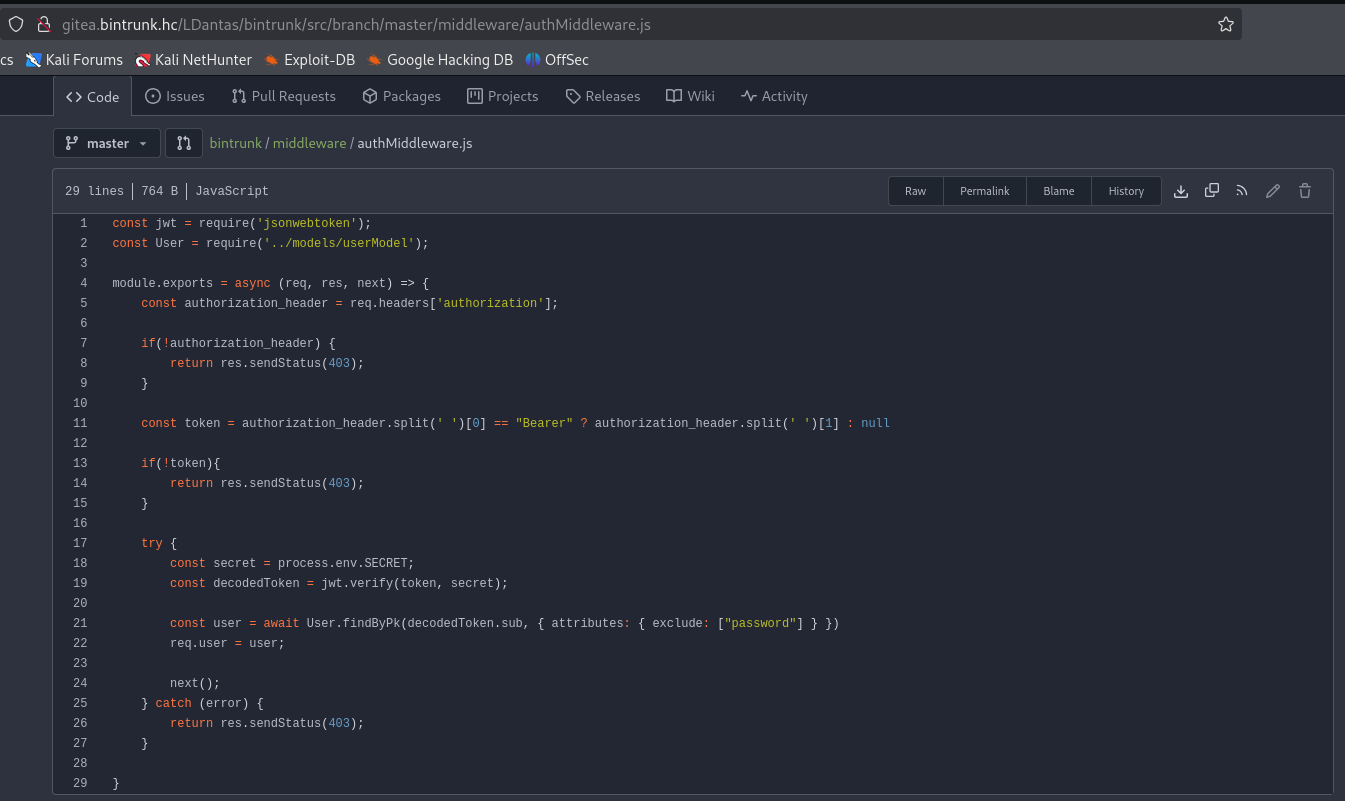 gitea.bintrunk.hc/LDantas/bintrunk/src/branch/master/middleware/authMiddleware.js
cs Kali Forums Kali NetHunter Exploit-DB Google Hacking DB OffSec
<> Code Issues Pull Requests Packages Projects Releases Wiki Activity
master bintrunk / middleware / authMiddleware.js
29 lines | 764 B | JavaScript Raw Permalink Blame History
1 const jwt = require('jsonwebtoken');
2 const User = require('../models/userModel');
3
4 module.exports = async (req, res, next) => {
5     const authorization_header = req.headers['authorization'];
6
7     if(!authorization_header) {
8         return res.sendStatus(403);
9     }
10
11     const token = authorization_header.split(' ')[0] == "Bearer" ? authorization_header.split(' ')[1] : null
12
13     if(!token){
14         return res.sendStatus(403);
15     }
16
17     try {
18         const secret = process.env.SECRET;
19         const decodedToken = jwt.verify(token, secret);
20
21         const user = await User.findByPk(decodedToken.sub, { attributes: { exclude: ["password"] } })
22         req.user = user;
23
24         next();
25     } catch (error) {
26         return res.sendStatus(403);
27     }
28
29 }